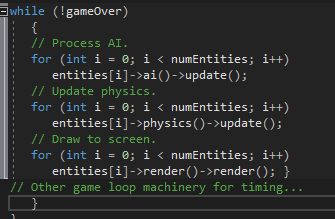 while (!gameOver)
{
// Process AI.
for (int i = 0; i < numEntities; i++)
entities[i]->ai()->update();
// Update physics.
for (int i = 0; i < numEntities; i++)
entities[i]->physics()->update();
// Draw to screen.
for (int i = 0; i < numEntities; i++)
entities[i]->render()->render(); }
// Other game loop machinery for timing...
}